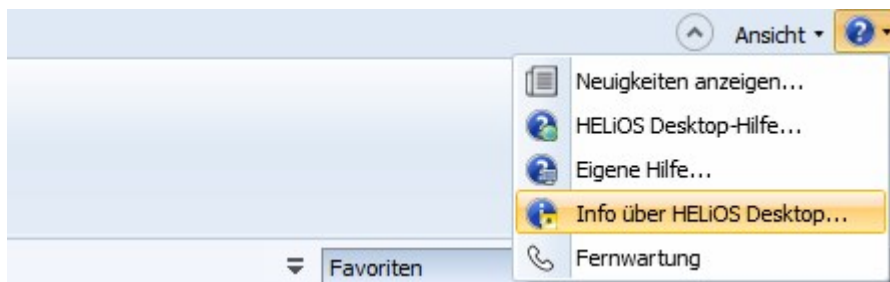 Ansicht
Neuigkeiten anzeigen...
HELiOS Desktop-Hilfe...
Eigene Hilfe...
Info über HELiOS Desktop...
Fernwartung
Favoriten